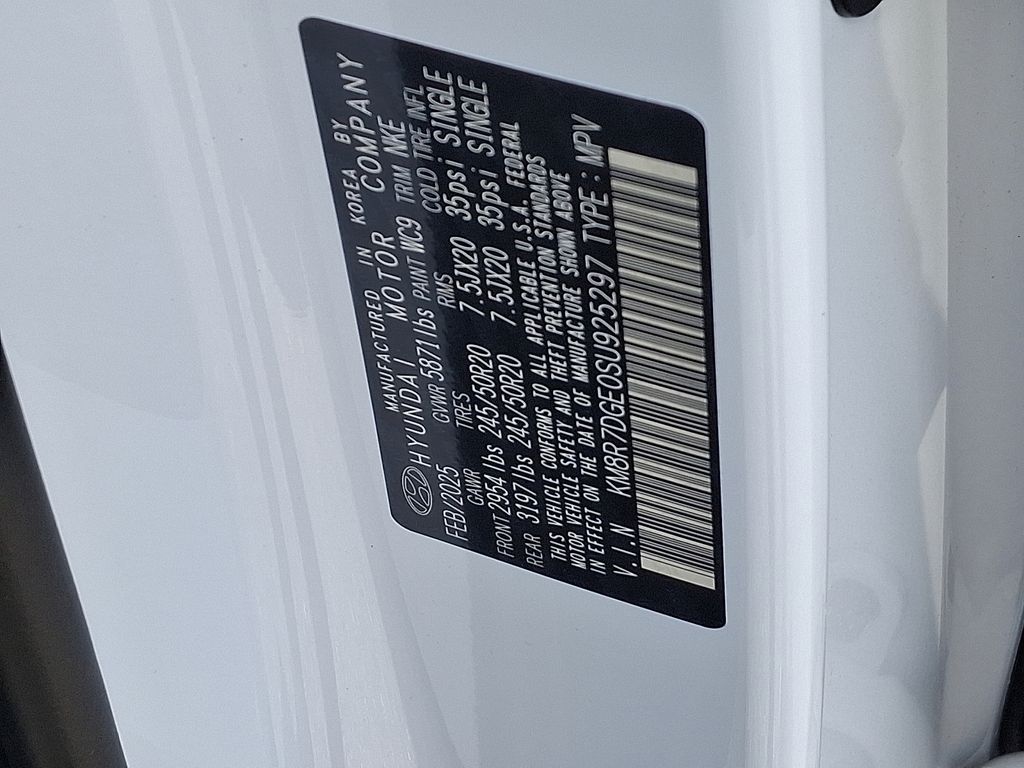 MANUFACTURED IN KOREA BY
HYUNDAI MOTOR COMPANY
FEB/2025 GVWR 5871lbs PAINT WC9 TRIM NKE
GAWR TIRES RMS COLD TIRE INFL
FRONT 2954 lbs 245/50R20 7.5JX20 35psi SINGLE
REAR 3197 lbs 245/50R20 7.5JX20 35psi SINGLE
THIS VEHICLE CONFORMS TO ALL APPLICABLE U.S.A. FEDERAL
MOTOR VEHICLE SAFETY AND THEFT PREVENTION STANDARDS
IN EFFECT ON THE DATE OF MANUFACTURE SHOWN ABOVE
V.I.N KM8R7DGE0SU925297 TYPE : MPV